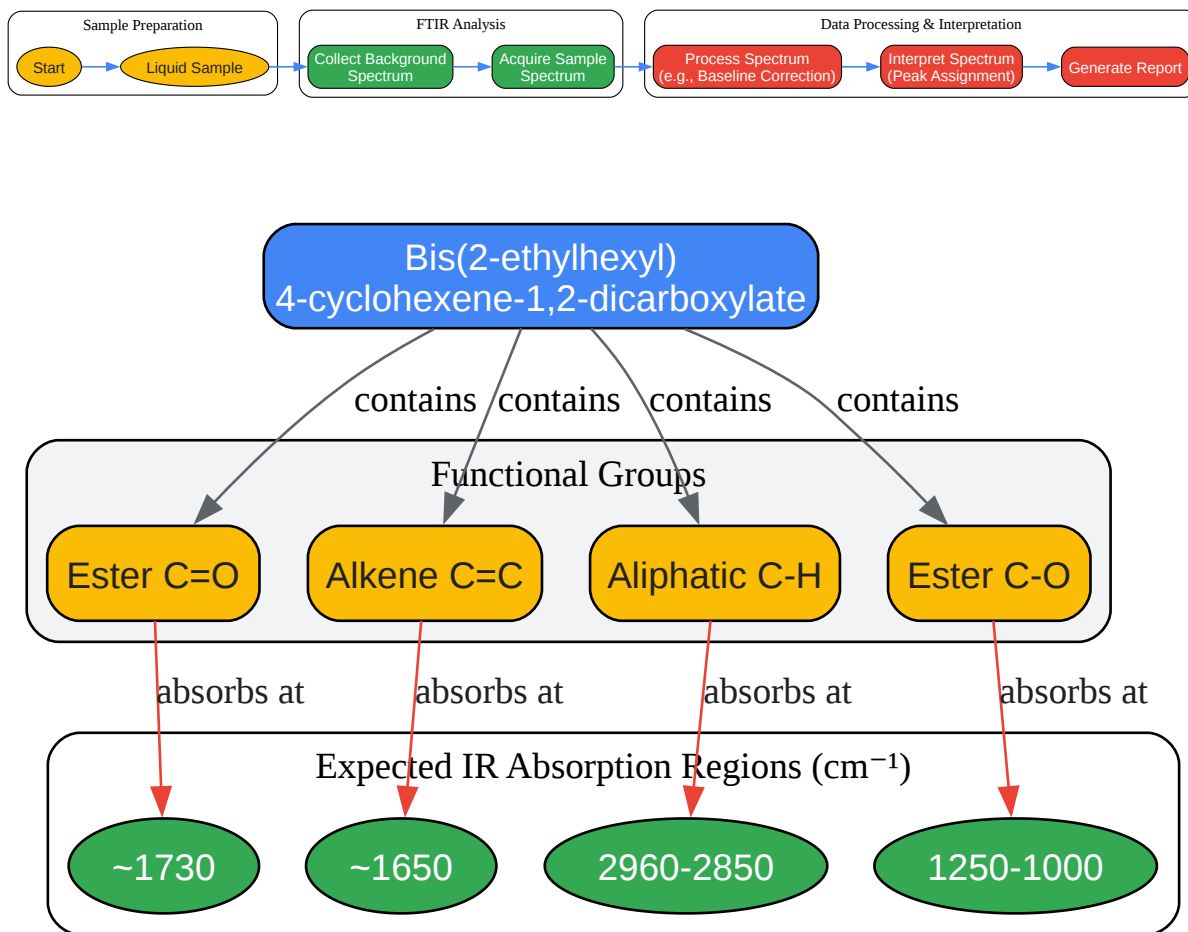 Sample Preparation
FTIR Analysis
Data Processing & Interpretation
Start
Liquid Sample
Collect Background
Spectrum
Acquire Sample
Spectrum
Process Spectrum
(e.g., Baseline Correction)
Interpret Spectrum
(Peak Assignment)
Generate Report
Bis(2-ethylhexyl)
4-cyclohexene-1,2-dicarboxylate
contains
contains
contains
contains
Functional Groups
Ester C=O
Alkene C=C
Aliphatic C-H
Ester C-O
absorbs at
absorbs at
absorbs at
absorbs at
Expected IR Absorption Regions (cm⁻¹)
~1730
~1650
2960-2850
1250-1000